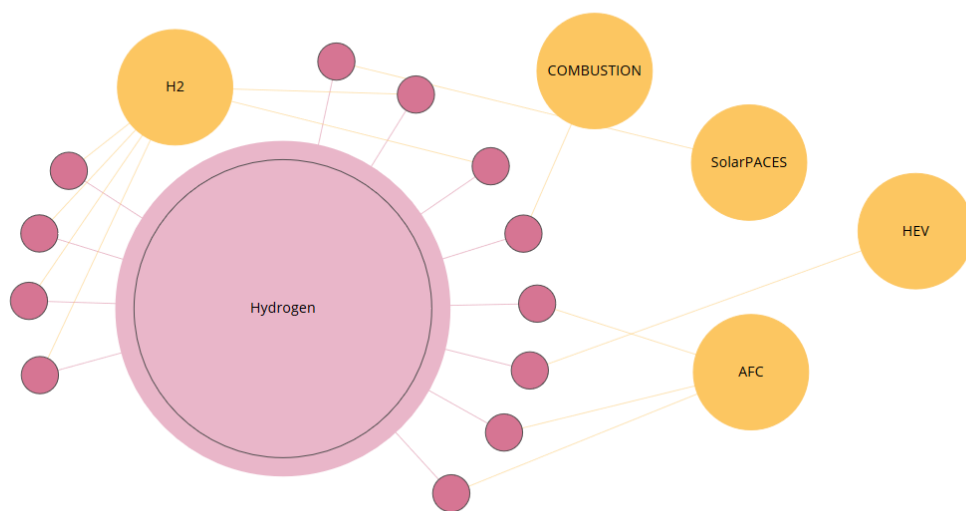 COMBUSTION
H2
SolarPACES
HEV
Hydrogen
AFC